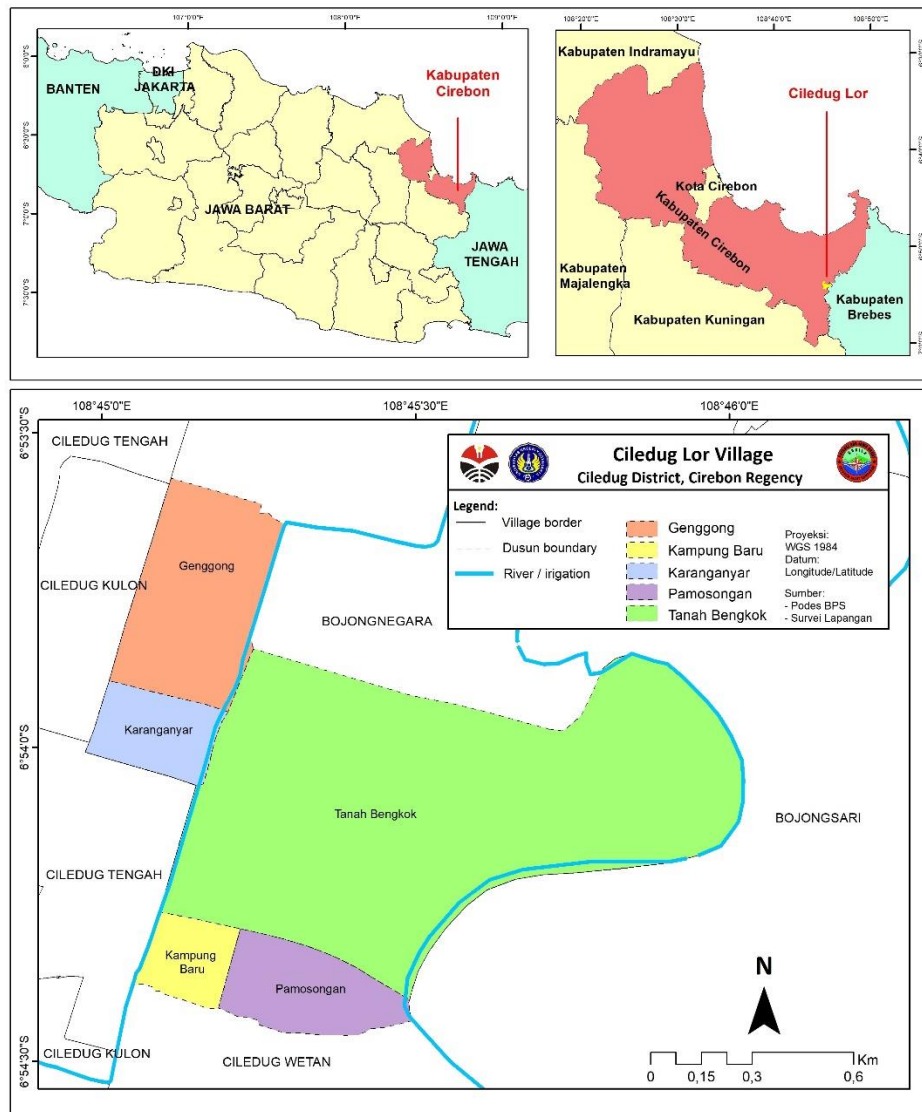 107°0'0"E 108°0'0"E 109°0'0"E
6°0'0"S
6°30'0"S
7°0'0"S
7°30'0"S
BANTEN
DKI
JAKARTA
JAWA BARAT
JAWA
TENGAH
Kabupaten
Cirebon
108°20'0"E 108°30'0"E 108°40'0"E 108°50'0"E
6°50'0"S
Kabupaten Indramayu
Ciledug Lor
Kota Cirebon
Kabupaten Cirebon
Kabupaten
Majalengka
Kabupaten Kuningan
Kabupaten
Brebes
108°45'0"E 108°45'30"E 108°46'0"E
6°53'30"S
6°54'0"S
6°54'30"S
CILEDUG TENGAH
CILEDUG KULON
Genggong
Karanganyar
BOJONGNEGARA
Tanah Bengkok
BOJONGSARI
CILEDUG TENGAH
Kampung
Baru
Pamosongan
CILEDUG KULON
CILEDUG WETAN
Ciledug Lor Village
Ciledug District, Cirebon Regency
Legend:
Village border
Dusun boundary
River / irigation
Genggong
Kampung Baru
Karanganyar
Pamosongan
Tanah Bengkok
Proyeksi:
WGS 1984
Datum:
Longitude/Latitude
Sumber:
- Podes BPS
- Survei Lapangan
N
Km
0 0,15 0,3 0,6